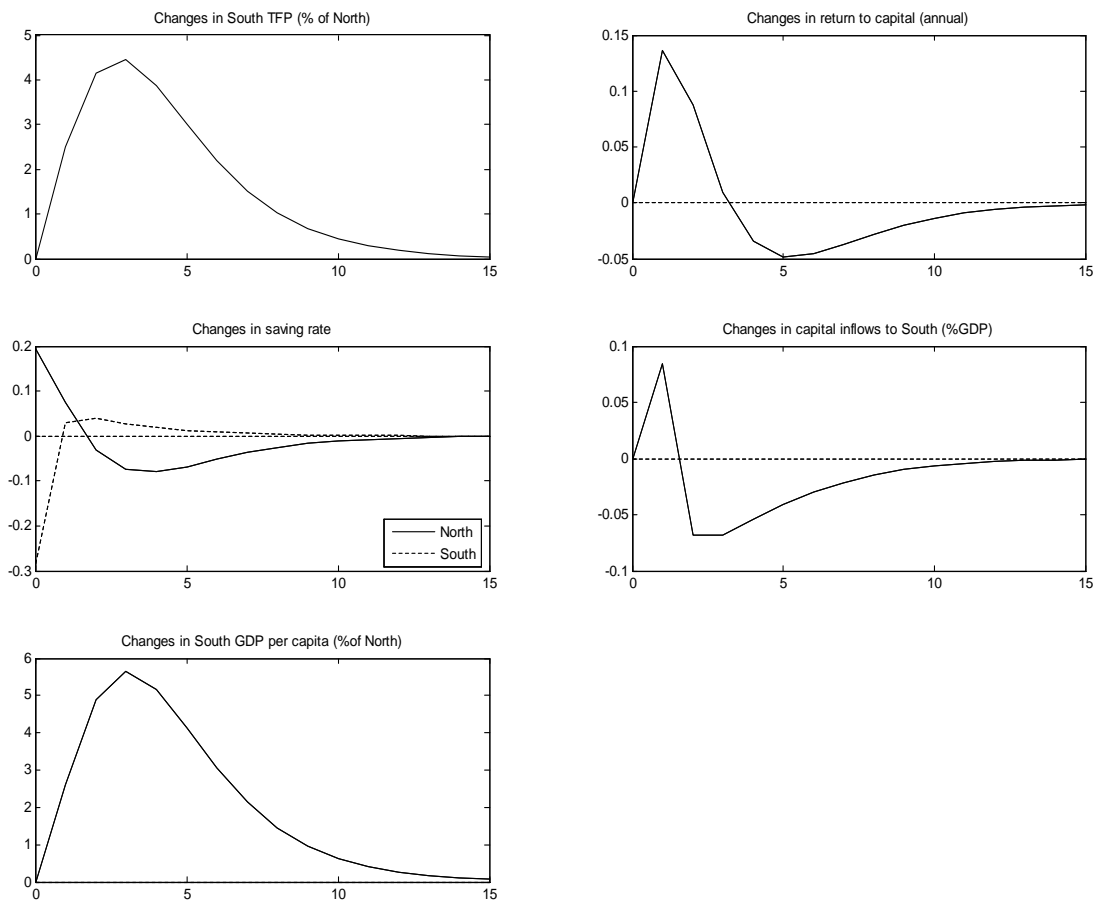 Changes in South TFP (% of North)
5
4
3
2
1
0
0 5 10 15
Changes in return to capital (annual)
0.15
0.1
0.05
0
-0.05
0 5 10 15
Changes in saving rate
0.2
0.1
0
-0.1
-0.2
-0.3
North
South
0 5 10 15
Changes in capital inflows to South (%GDP)
0.1
0.05
0
-0.05
-0.1
0 5 10 15
Changes in South GDP per capita (%of North)
6
5
4
3
2
1
0
0 5 10 15